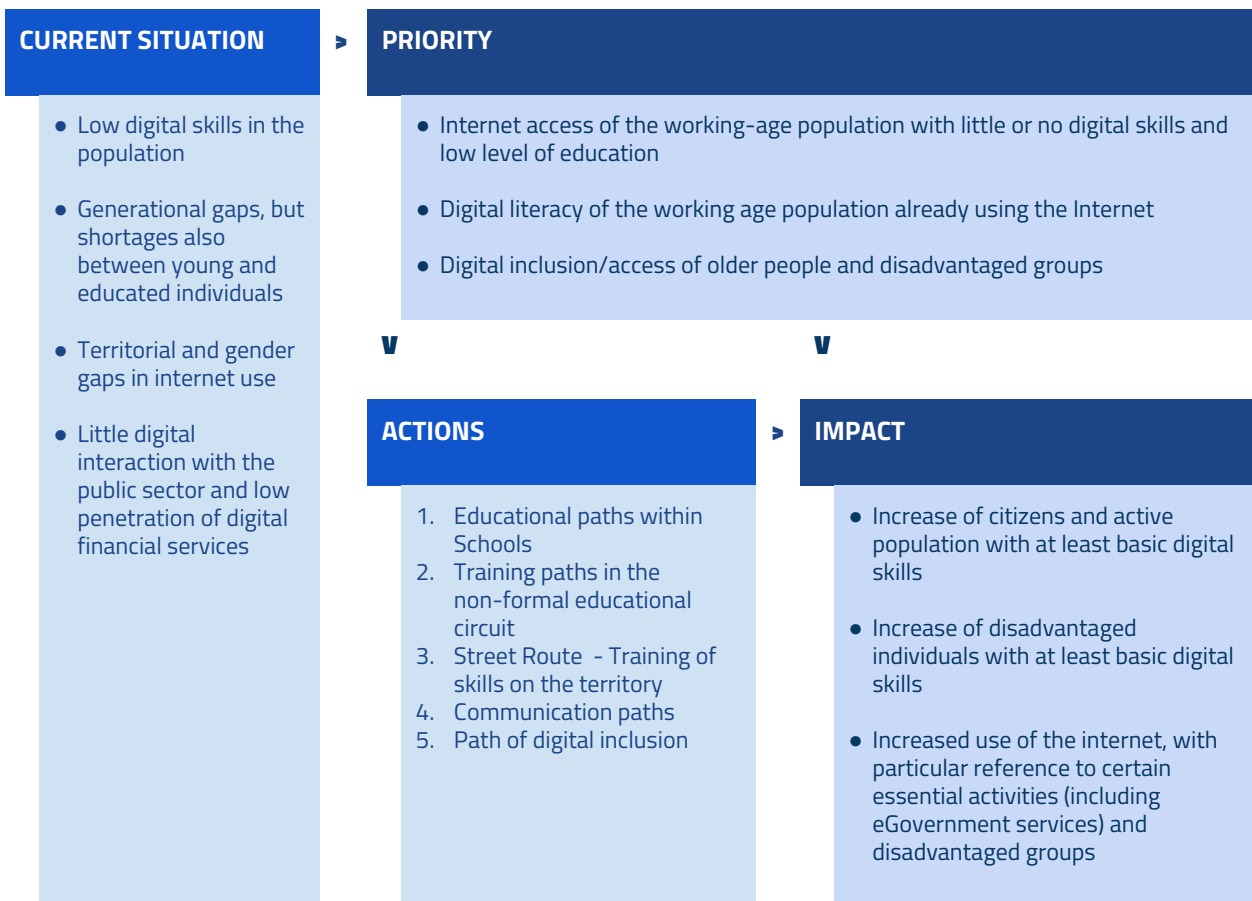 CURRENT SITUATION
>
PRIORITY
● Low digital skills in the
population
● Generational gaps, but
shortages also
between young and
educated individuals
● Territorial and gender
gaps in internet use
● Little digital
interaction with the
public sector and low
penetration of digital
financial services
● Internet access of the working-age population with little or no digital skills and
low level of education
● Digital literacy of the working age population already using the Internet
● Digital inclusion/access of older people and disadvantaged groups
∨
∨
ACTIONS
>
IMPACT
1. Educational paths within
Schools
2. Training paths in the
non-formal educational
circuit
3. Street Route - Training of
skills on the territory
4. Communication paths
5. Path of digital inclusion
● Increase of citizens and active
population with at least basic digital
skills
● Increase of disadvantaged
individuals with at least basic digital
skills
● Increased use of the internet, with
particular reference to certain
essential activities (including
eGovernment services) and
disadvantaged groups